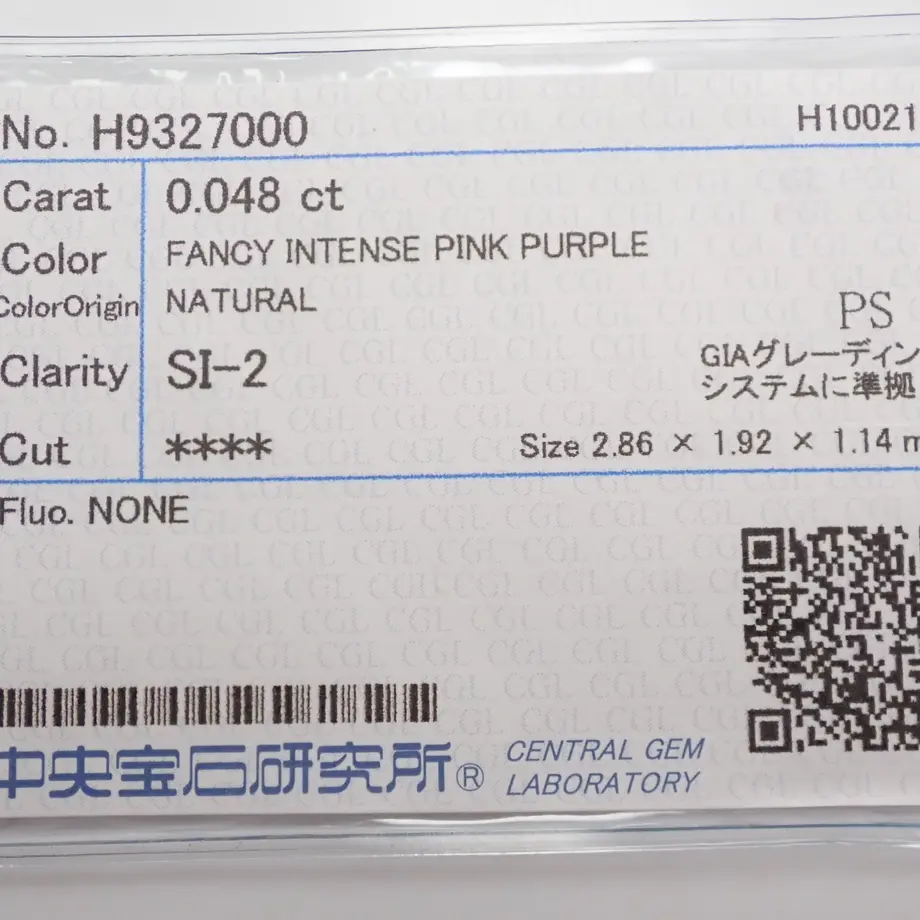 No. H9327000 H10021
Carat 0.048 ct
Color FANCY INTENSE PINK PURPLE
ColorOrigin NATURAL
PS
Clarity SI-2 GIAグレーディン
システムに準拠
Cut **** Size 2.86 × 1.92 × 1.14 m
Fluo. NONE
中央宝石研究所® CENTRAL GEM
LABORATORY